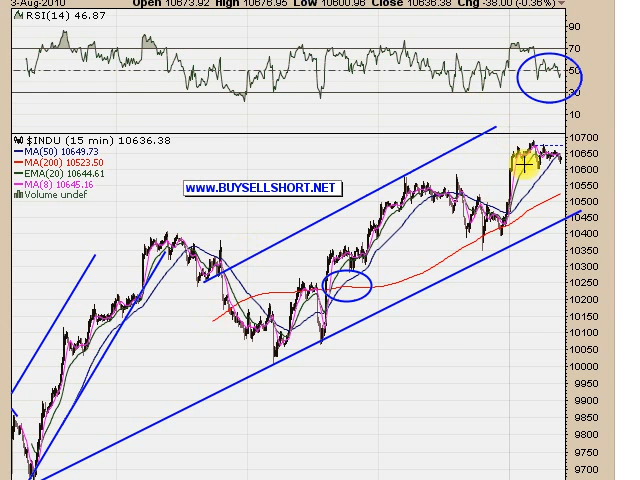 3-Aug-2010 Open 10673.92 High 10676.95 Low 10600.96 Close 10636.38 Chg -38.00 (-0.36%)
RSI(14) 46.87
90
70
50
30
10
$INDU (15 min) 10636.38
MA(50) 10649.73
MA(200) 10523.50
EMA(20) 10644.61
MA(8) 10645.16
Volume undef
WWW.BUYSELLSHORT.NET
10700
10650
10600
10550
10500
10450
10400
10350
10300
10250
10200
10150
10100
10050
10000
9950
9900
9850
9800
9750
9700